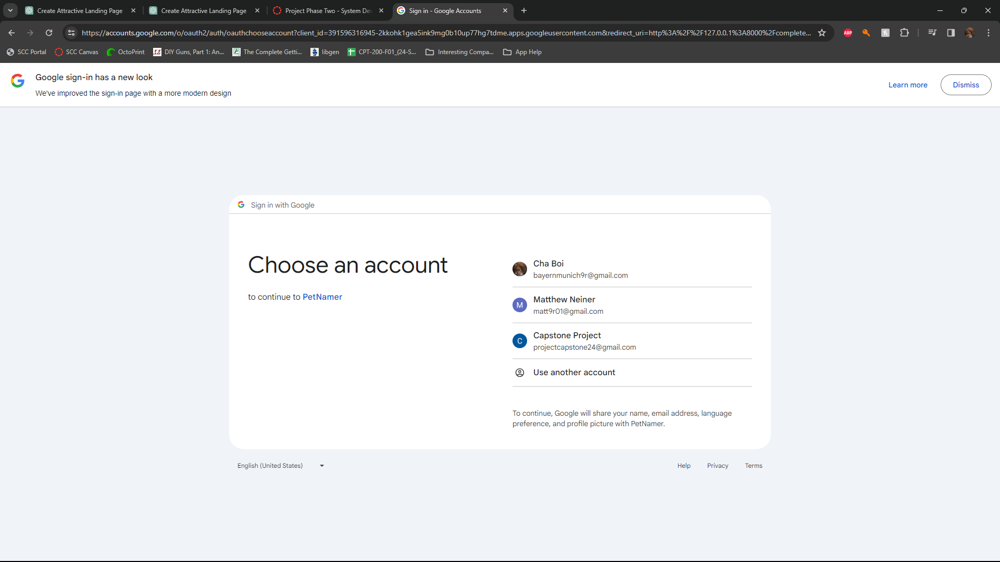 Create Attractive Landing Page
Create Attractive Landing Page
Project Phase Two - System De
Sign in - Google Accounts
https://accounts.google.com/o/oauth2/auth/oauthchooseaccount?client_id=391596316945-2kkohk1gea5ink9mg0b10up77hg7tdme.apps.googleusercontent.com&redirect_uri=http%3A%2F%2F127.0.0.1%3A8000%2Fcomplete...
ABP
SCC Portal
SCC Canvas
OctoPrint
DIY Guns, Part 1: An...
The Complete Getti...
libgen
CPT-200-F01_(24-S...
Interesting Compa...
App Help
Google sign-in has a new look
We've improved the sign-in page with a more modern design
Learn more
Dismiss
Sign in with Google
Choose an account
to continue to PetNamer
Cha Boi
bayernmunich9r@gmail.com
M
Matthew Neiner
matt9r01@gmail.com
C
Capstone Project
projectcapstone24@gmail.com
Use another account
To continue, Google will share your name, email address, language
preference, and profile picture with PetNamer.
English (United States)
Help
Privacy
Terms